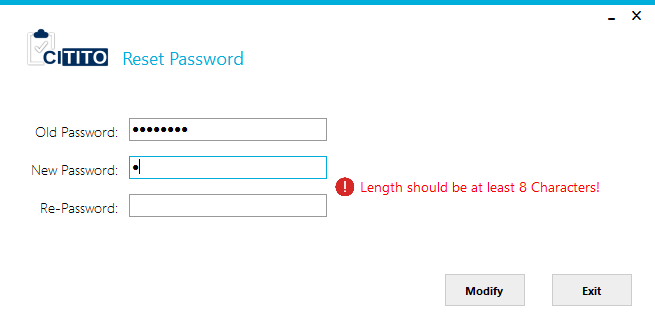 CITITO
Reset Password
Old Password: ●●●●●●●●
New Password: ●
! Length should be at least 8 Characters!
Re-Password:
Modify Exit